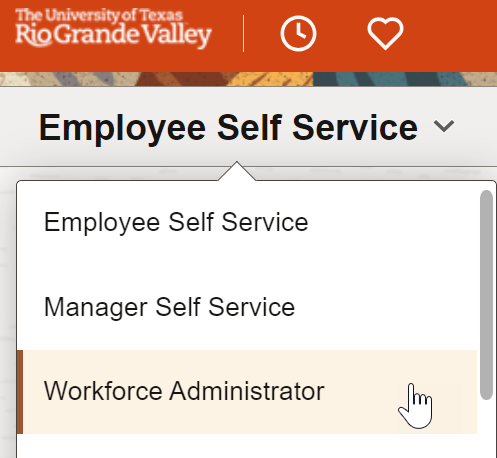 The University of Texas
Rio Grande Valley
Employee Self Service
Employee Self Service
Manager Self Service
Workforce Administrator